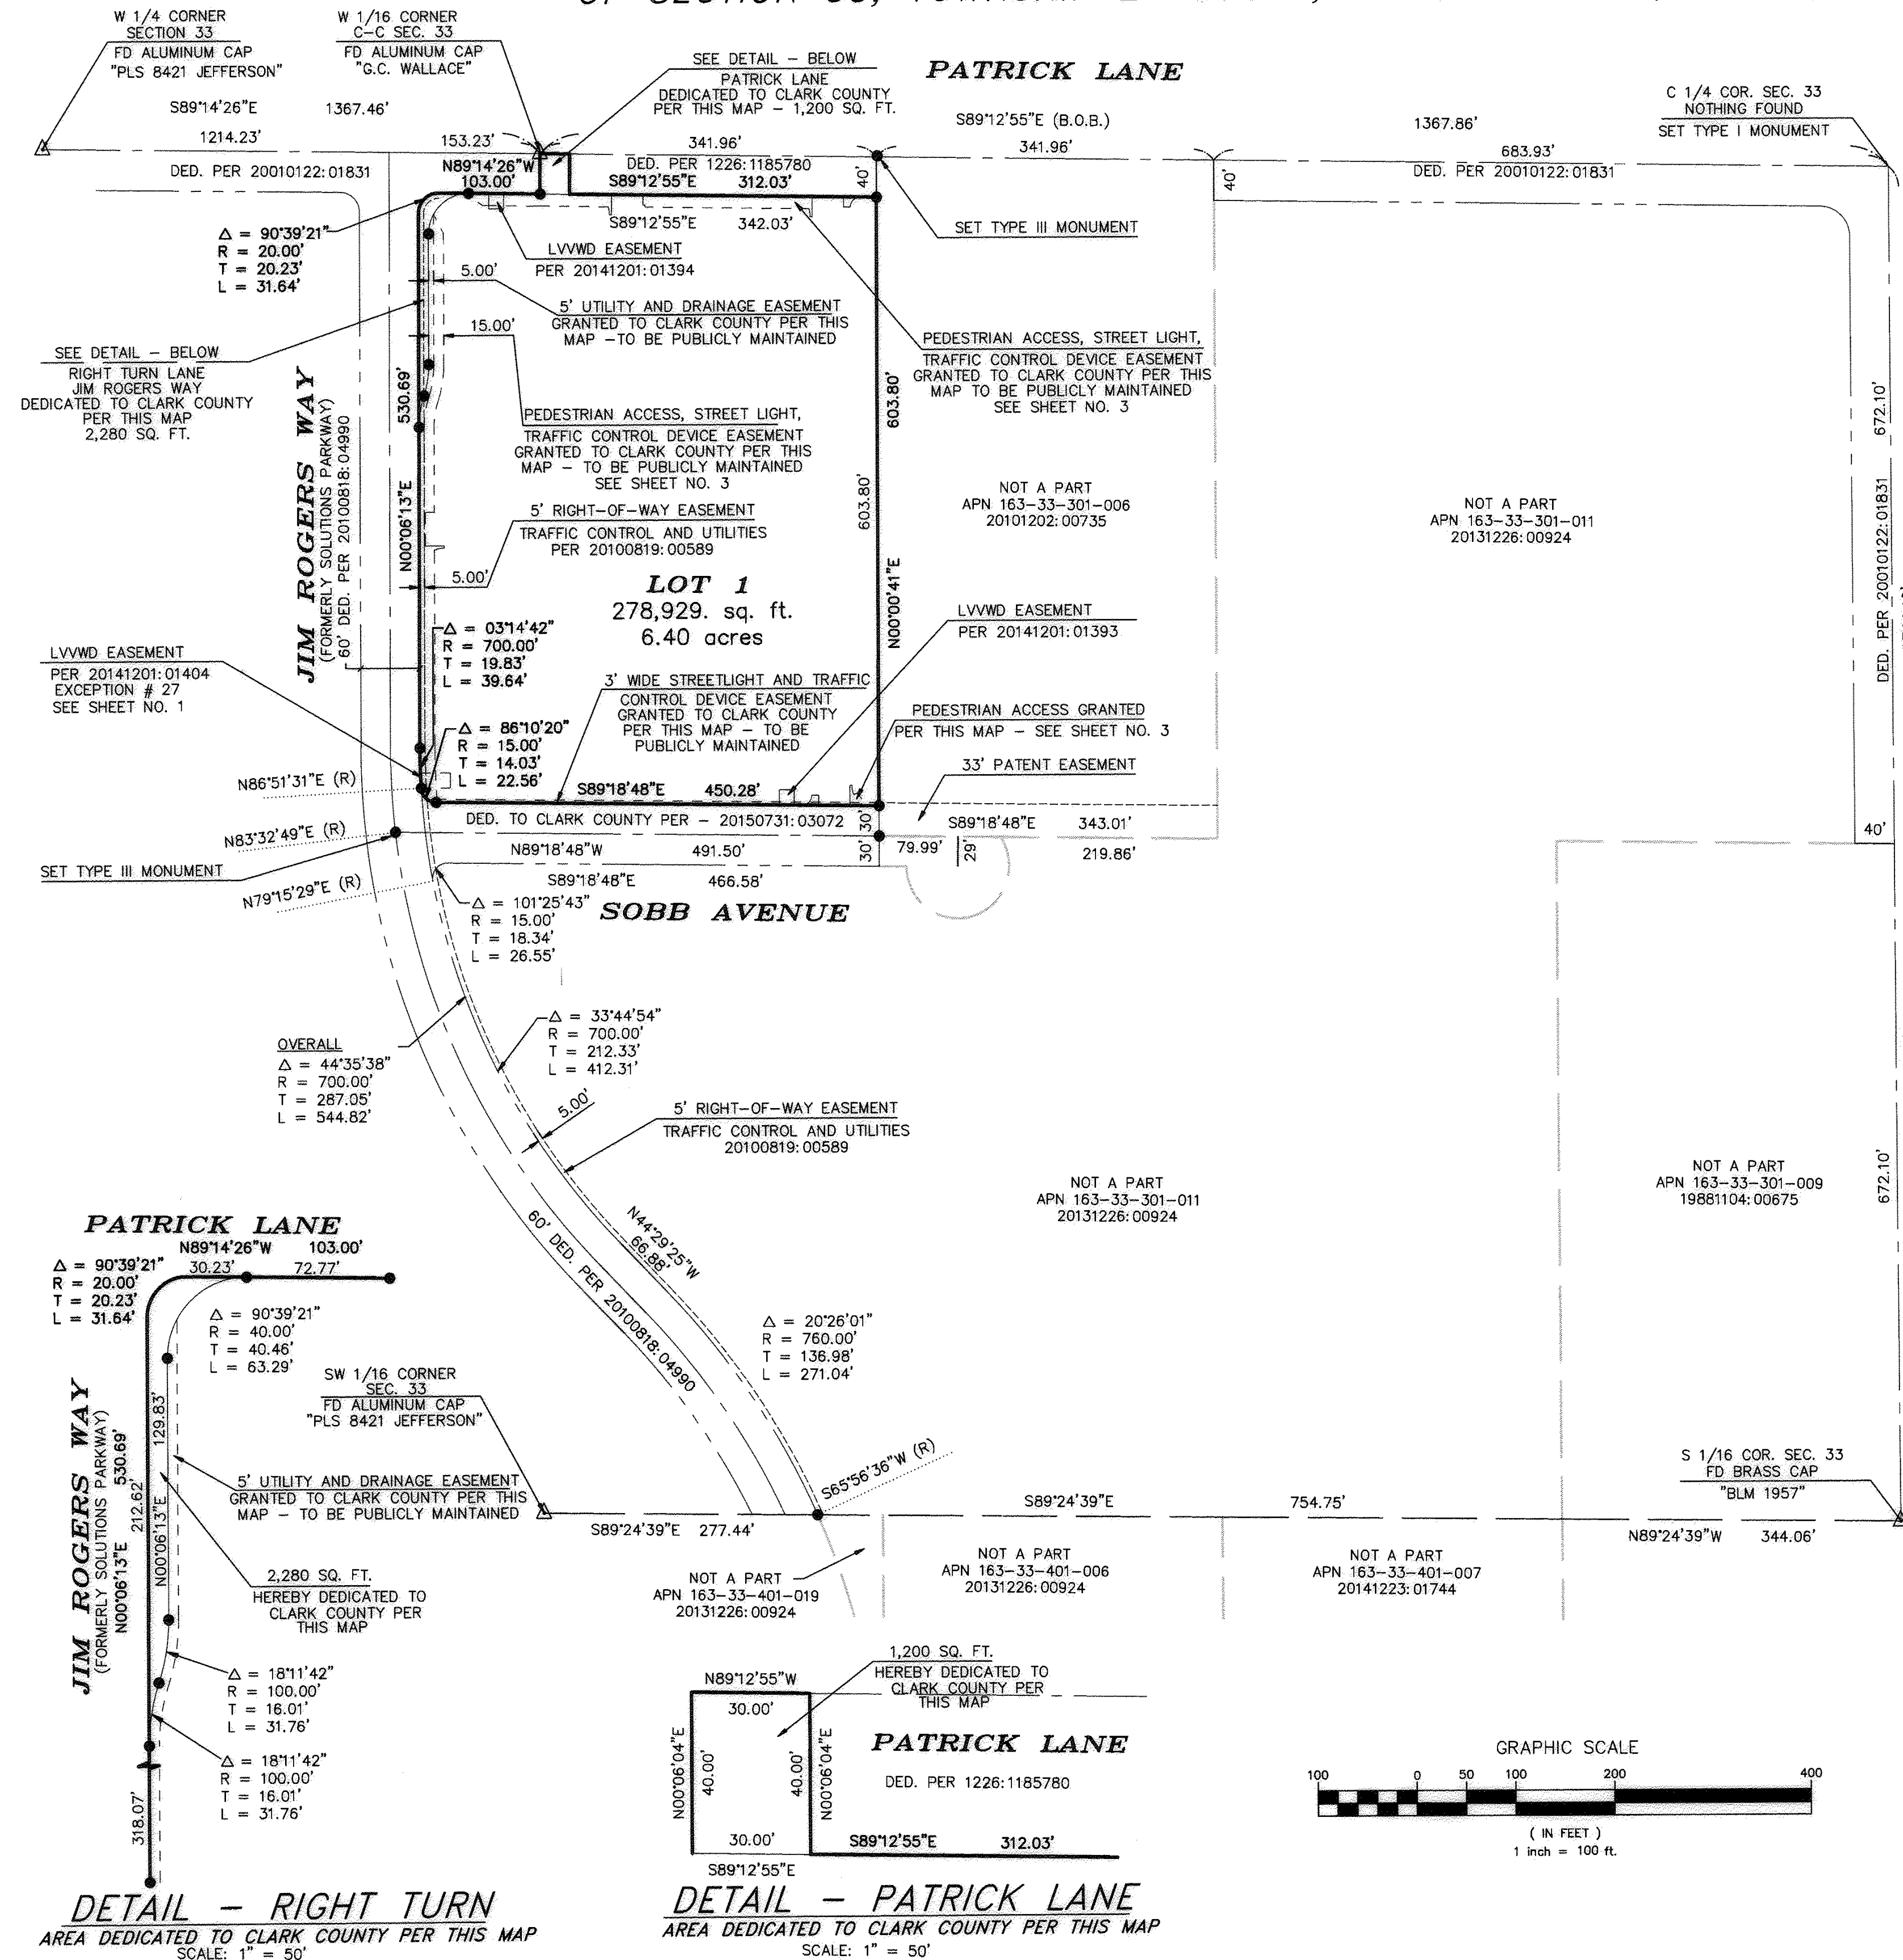 W 1/4 CORNER
SECTION 33
FD ALUMINUM CAP
"PLS 8421 JEFFERSON"
W 1/16 CORNER
C-C SEC. 33
FD ALUMINUM CAP
"G.C. WALLACE"
SEE DETAIL - BELOW
PATRICK LANE
DEDICATED TO CLARK COUNTY
PER THIS MAP - 1,200 SQ. FT.
PATRICK LANE
C 1/4 COR. SEC. 33
NOTHING FOUND
SET TYPE I MONUMENT
S89°14'26"E 1367.46'
S89°12'55"E (B.O.B.)
1367.86'
1214.23'
153.23'
341.96'
341.96'
683.93'
DED. PER 20010122:01831
N89°14'26"W
103.00'
DED. PER 1226:1185780
S89°12'55"E 312.03'
40'
40'
DED. PER 20010122:01831
S89°12'55"E 342.03'
SET TYPE III MONUMENT
Δ = 90°39'21"
R = 20.00'
T = 20.23'
L = 31.64'
LVVWD EASEMENT
PER 20141201:01394
5.00'
5' UTILITY AND DRAINAGE EASEMENT
GRANTED TO CLARK COUNTY PER THIS
MAP -TO BE PUBLICLY MAINTAINED
15.00'
PEDESTRIAN ACCESS, STREET LIGHT,
TRAFFIC CONTROL DEVICE EASEMENT
GRANTED TO CLARK COUNTY PER THIS
MAP TO BE PUBLICLY MAINTAINED
SEE SHEET NO. 3
SEE DETAIL - BELOW
RIGHT TURN LANE
JIM ROGERS WAY
DEDICATED TO CLARK COUNTY
PER THIS MAP
2,280 SQ. FT.
JIM ROGERS WAY
(FORMERLY SOLUTIONS PARKWAY)
60' DED. PER 20100818:04990
530.69'
N00°06'13"E
PEDESTRIAN ACCESS, STREET LIGHT,
TRAFFIC CONTROL DEVICE EASEMENT
GRANTED TO CLARK COUNTY PER THIS
MAP - TO BE PUBLICLY MAINTAINED
SEE SHEET NO. 3
603.80'
603.80'
N00°00'41"E
672.10'
DED. PER 20010122:01831
NOT A PART
APN 163-33-301-006
20101202:00735
NOT A PART
APN 163-33-301-011
20131226:00924
5' RIGHT-OF-WAY EASEMENT
TRAFFIC CONTROL AND UTILITIES
PER 20100819:00589
5.00'
LOT 1
278,929. sq. ft.
6.40 acres
LVVWD EASEMENT
PER 20141201:01393
Δ = 03°14'42"
R = 700.00'
T = 19.83'
L = 39.64'
LVVWD EASEMENT
PER 20141201:01404
EXCEPTION # 27
SEE SHEET NO. 1
3' WIDE STREETLIGHT AND TRAFFIC
CONTROL DEVICE EASEMENT
GRANTED TO CLARK COUNTY
PER THIS MAP - TO BE
PUBLICLY MAINTAINED
PEDESTRIAN ACCESS GRANTED
PER THIS MAP - SEE SHEET NO. 3
Δ = 86°10'20"
R = 15.00'
T = 14.03'
L = 22.56'
33' PATENT EASEMENT
N86°51'31"E (R)
S89°18'48"E 450.28'
DED. TO CLARK COUNTY PER - 20150731:03072
30'
S89°18'48"E 343.01'
40'
N83°32'49"E (R)
N89°18'48"W 491.50'
30'
79.99'
29'
219.86'
SET TYPE III MONUMENT
S89°18'48"E 466.58'
N79°15'29"E (R)
Δ = 101°25'43"
R = 15.00'
T = 18.34'
L = 26.55'
SOBB AVENUE
Δ = 33°44'54"
R = 700.00'
T = 212.33'
L = 412.31'
OVERALL
Δ = 44°35'38"
R = 700.00'
T = 287.05'
L = 544.82'
5.00'
5' RIGHT-OF-WAY EASEMENT
TRAFFIC CONTROL AND UTILITIES
20100819:00589
NOT A PART
APN 163-33-301-011
20131226:00924
NOT A PART
APN 163-33-301-009
19881104:00675
672.10'
N44°29'25"W
66.88'
60' DED. PER 20100818:04990
Δ = 20°26'01"
R = 760.00'
T = 136.98'
L = 271.04'
PATRICK LANE
N89°14'26"W 103.00'
30.23' 72.77'
Δ = 90°39'21"
R = 20.00'
T = 20.23'
L = 31.64'
Δ = 90°39'21"
R = 40.00'
T = 40.46'
L = 63.29'
SW 1/16 CORNER
SEC. 33
FD ALUMINUM CAP
"PLS 8421 JEFFERSON"
JIM ROGERS WAY
(FORMERLY SOLUTIONS PARKWAY)
N00°06'13"E 530.69'
212.62'
129.83'
N00°06'13"E
5' UTILITY AND DRAINAGE EASEMENT
GRANTED TO CLARK COUNTY PER THIS
MAP - TO BE PUBLICLY MAINTAINED
S65°56'36"W (R)
S89°24'39"E 754.75'
S 1/16 COR. SEC. 33
FD BRASS CAP
"BLM 1957"
S89°24'39"E 277.44'
N89°24'39"W 344.06'
2,280 SQ. FT.
HEREBY DEDICATED TO
CLARK COUNTY PER
THIS MAP
NOT A PART
APN 163-33-401-019
20131226:00924
NOT A PART
APN 163-33-401-006
20131226:00924
NOT A PART
APN 163-33-401-007
20141223:01744
Δ = 18°11'42"
R = 100.00'
T = 16.01'
L = 31.76'
Δ = 18°11'42"
R = 100.00'
T = 16.01'
L = 31.76'
318.07'
1,200 SQ. FT.
HEREBY DEDICATED TO
CLARK COUNTY PER
THIS MAP
N89°12'55"W
30.00'
N00°06'04"E
40.00'
40.00'
N00°06'04"E
PATRICK LANE
DED. PER 1226:1185780
30.00'
S89°12'55"E 312.03'
S89°12'55"E
GRAPHIC SCALE
100 0 50 100 200 400
( IN FEET )
1 inch = 100 ft.
DETAIL - RIGHT TURN
AREA DEDICATED TO CLARK COUNTY PER THIS MAP
SCALE: 1" = 50'
DETAIL - PATRICK LANE
AREA DEDICATED TO CLARK COUNTY PER THIS MAP
SCALE: 1" = 50'